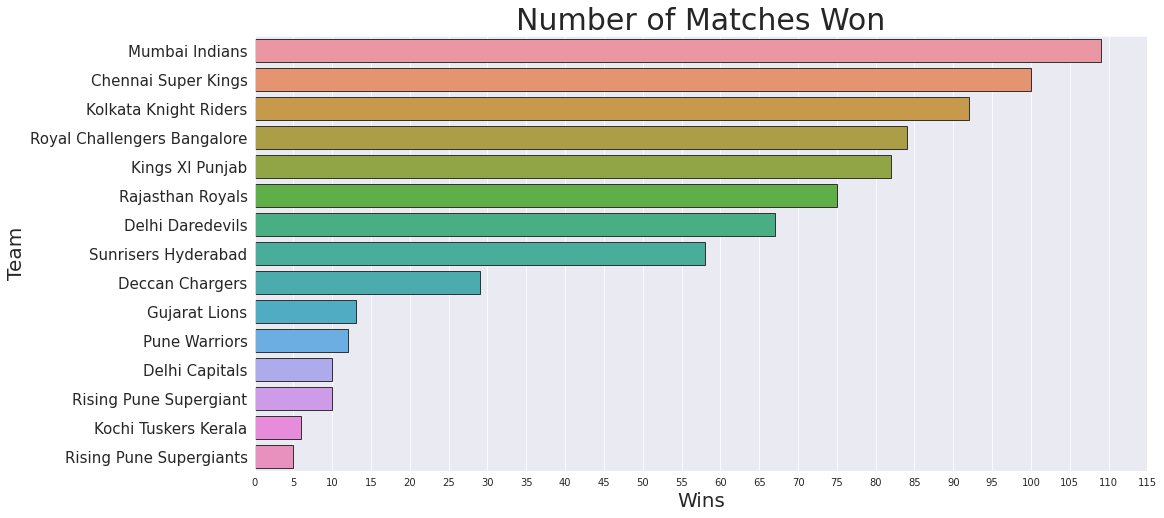 Number of Matches Won
Team
Mumbai Indians
Chennai Super Kings
Kolkata Knight Riders
Royal Challengers Bangalore
Kings XI Punjab
Rajasthan Royals
Delhi Daredevils
Sunrisers Hyderabad
Deccan Chargers
Gujarat Lions
Pune Warriors
Delhi Capitals
Rising Pune Supergiant
Kochi Tuskers Kerala
Rising Pune Supergiants
0 5 10 15 20 25 30 35 40 45 50 55 60 65 70 75 80 85 90 95 100 105 110 115
Wins